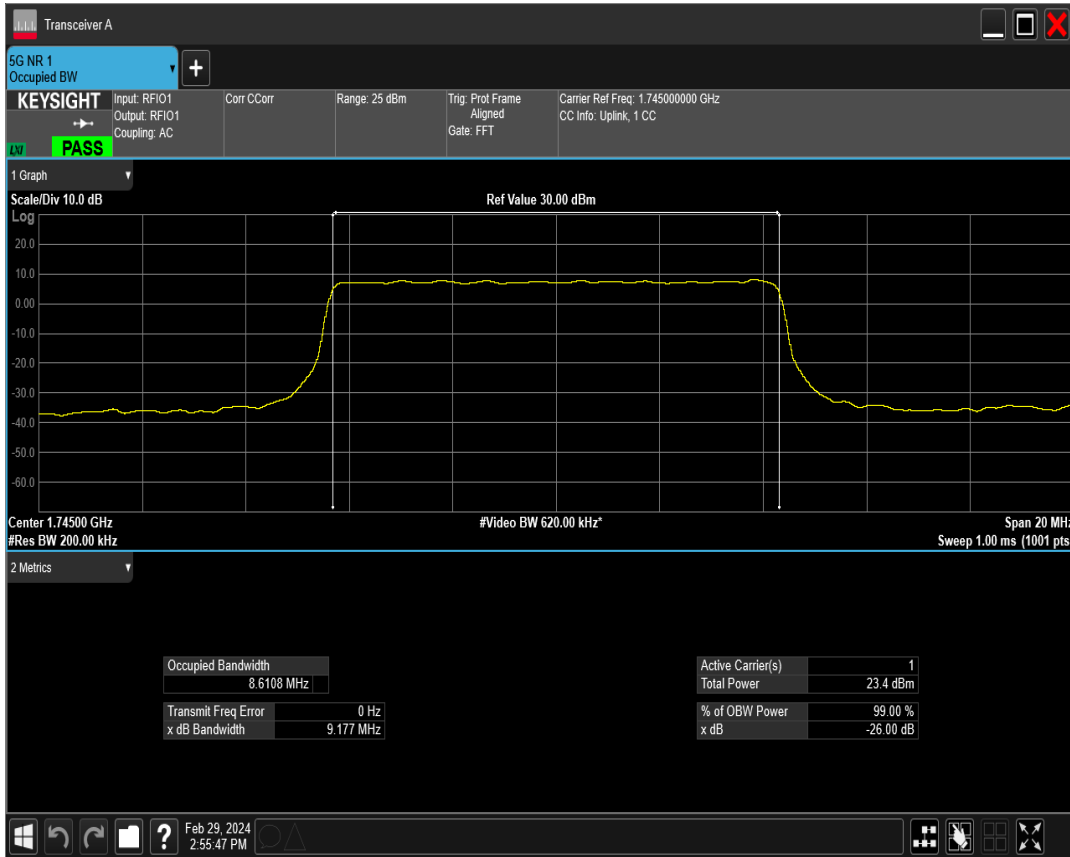 Transceiver A
5G NR 1
Occupied BW
KEYSIGHT
LXI
PASS
Input: RFIO1
Output: RFIO1
Coupling: AC
Corr CCorr
Range: 25 dBm
Trig: Prot Frame
Aligned
Gate: FFT
Carrier Ref Freq: 1.745000000 GHz
CC Info: Uplink, 1 CC
1 Graph
Scale/Div 10.0 dB
Ref Value 30.00 dBm
Log
20.0
10.0
0.00
-10.0
-20.0
-30.0
-40.0
-50.0
-60.0
Center 1.74500 GHz
#Video BW 620.00 kHz*
Span 20 MHz
#Res BW 200.00 kHz
Sweep 1.00 ms (1001 pts
2 Metrics
Occupied Bandwidth
8.6108 MHz
Transmit Freq Error 0 Hz
x dB Bandwidth 9.177 MHz
Active Carrier(s) 1
Total Power 23.4 dBm
% of OBW Power 99.00 %
x dB -26.00 dB
?
Feb 29, 2024
2:55:47 PM